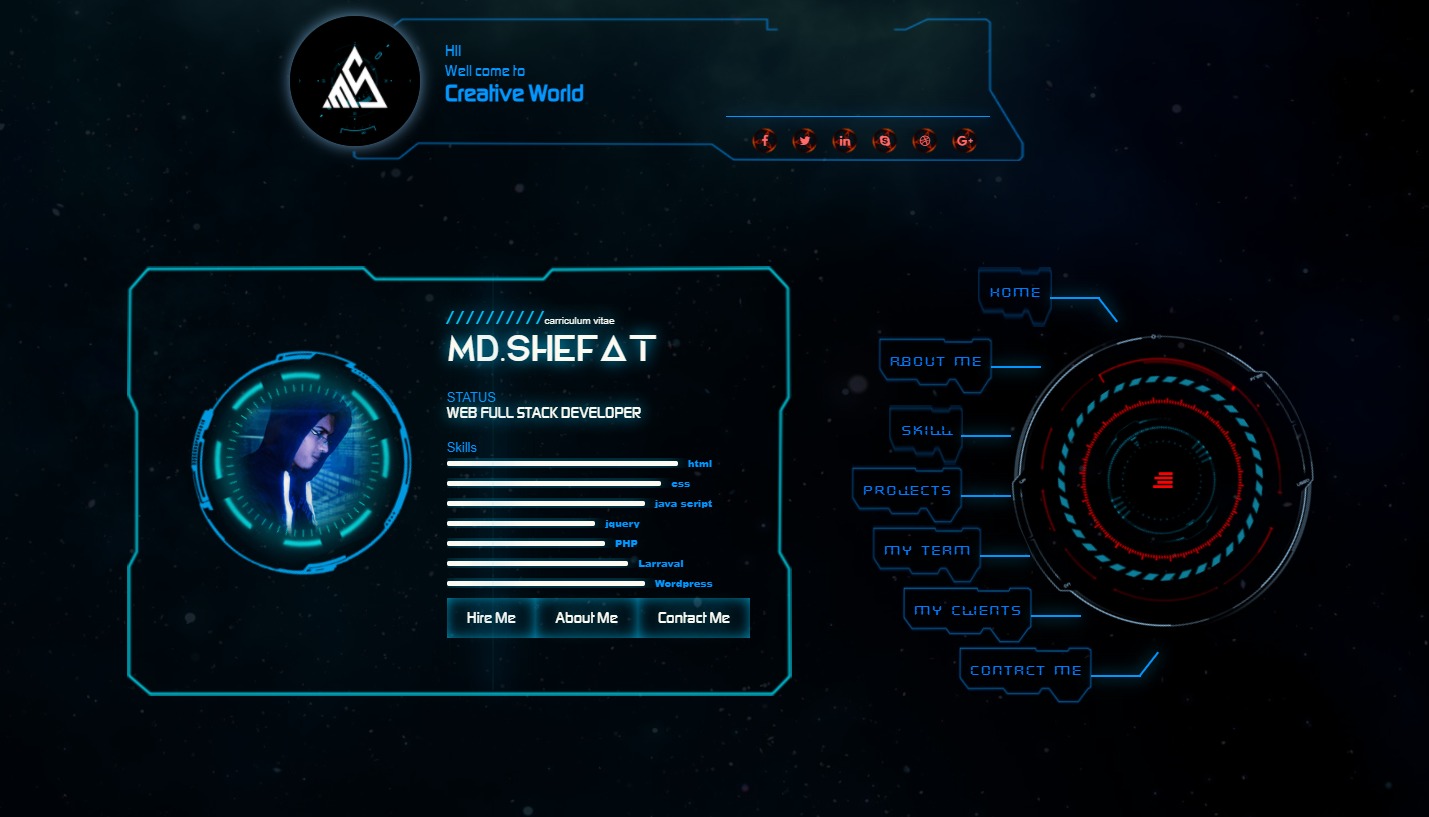 HII
Well come to
Creative World
//////////carriculum vitae
MD.SHEFAT
STATUS
WEB FULL STACK DEVELOPER
Skills
html
css
java script
jquery
PHP
Larraval
Wordpress
Hire Me About Me Contact Me
HOME
ABOUT ME
SKILL
PROJECTS
MY TERM
MY CLIENTS
CONTACT ME